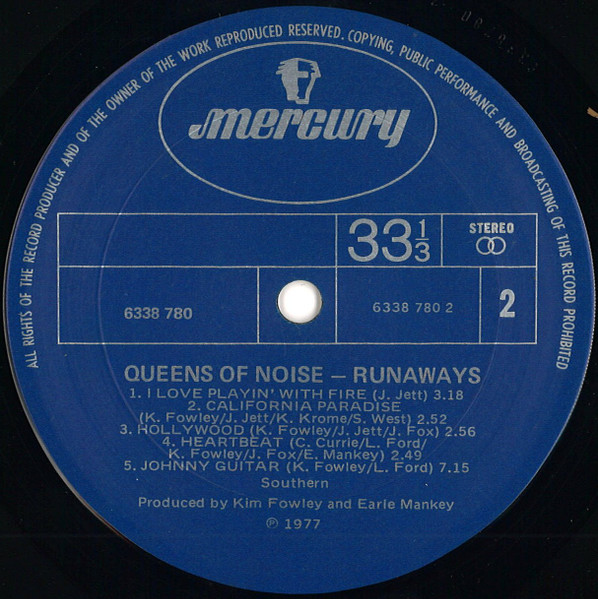 ALL RIGHTS OF THE RECORD PRODUCER AND OF THE OWNER OF THE WORK REPRODUCED RESERVED. COPYING, PUBLIC PERFORMANCE AND BROADCASTING OF THIS RECORD PROHIBITED
mercury
33 1/3
STEREO
6338 780
6338 780 2
2
QUEENS OF NOISE – RUNAWAYS
1. I LOVE PLAYIN' WITH FIRE (J. Jett) 3.18
2. CALIFORNIA PARADISE
(K. Fowley/J. Jett/K. Krome/S. West) 2.52
3. HOLLYWOOD (K. Fowley/J. Jett/J. Fox) 2.56
4. HEARTBEAT (C. Currie/L. Ford/
K. Fowley/J. Fox/E. Mankey) 2.49
5. JOHNNY GUITAR (K. Fowley/L. Ford) 7.15
Southern
Produced by Kim Fowley and Earle Mankey
℗ 1977